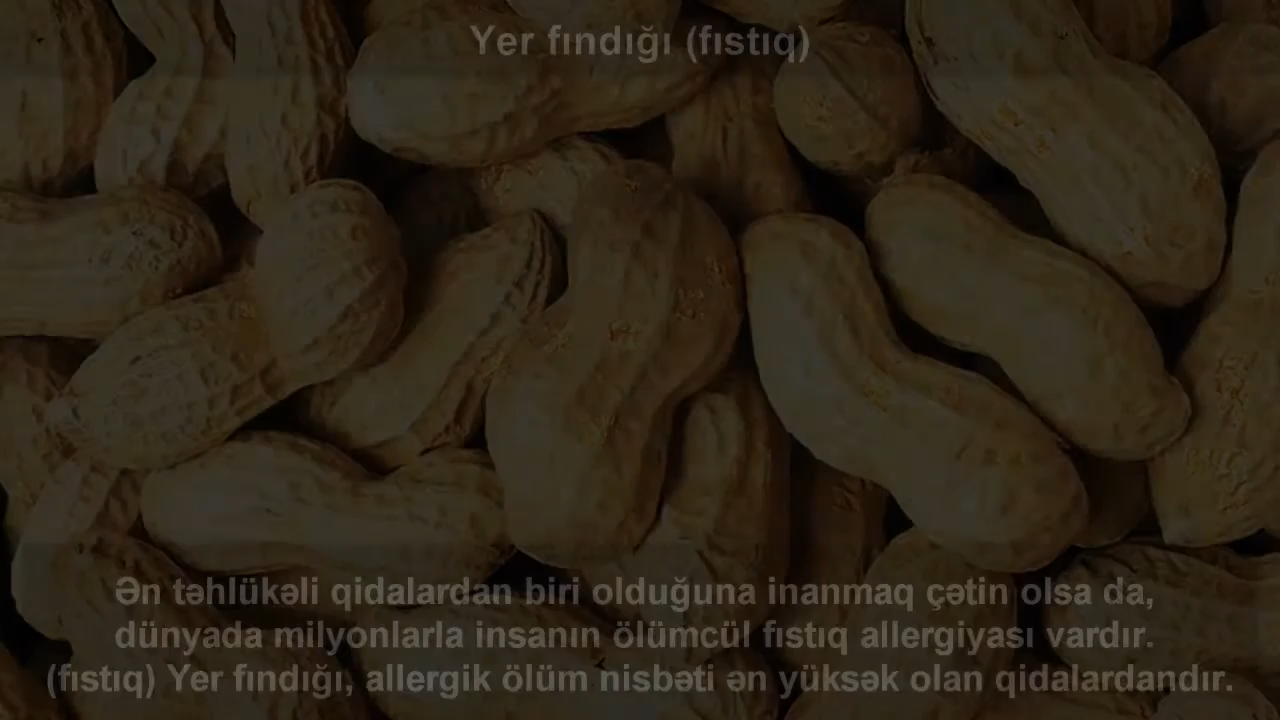 Yer fındığı (fıstıq)
Ən təhlükəli qidalardan biri olduğuna inanmaq çətin olsa da,
dünyada milyonlarla insanın ölümcül fıstıq allergiyası vardır.
(fıstıq) Yer fındığı, allergik ölüm nisbəti ən yüksək olan qidalardandır.